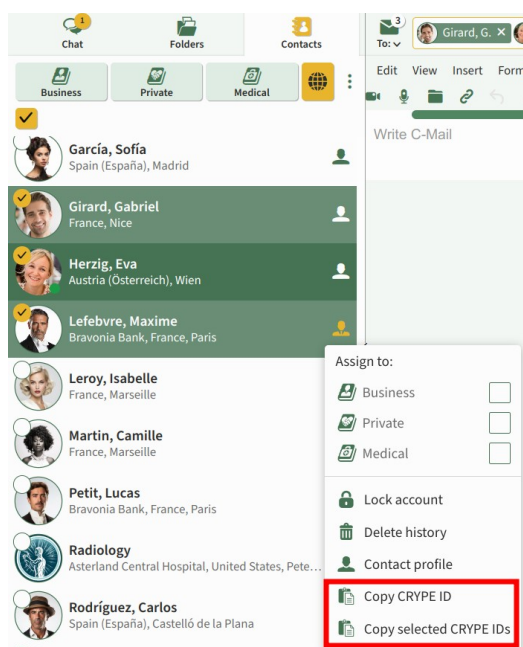 1
Chat
Folders
Contacts
Business
Private
Medical
García, Sofía
Spain (España), Madrid
Girard, Gabriel
France, Nice
Herzig, Eva
Austria (Österreich), Wien
Lefebvre, Maxime
Bravonia Bank, France, Paris
Leroy, Isabelle
France, Marseille
Martin, Camille
France, Marseille
Petit, Lucas
Bravonia Bank, France, Paris
Radiology
Asterland Central Hospital, United States, Pete...
Rodríguez, Carlos
Spain (España), Castelló de la Plana
3
To:
Girard, G.
Edit View Insert Form
Write C-Mail
Assign to:
Business
Private
Medical
Lock account
Delete history
Contact profile
Copy CRYPE ID
Copy selected CRYPE IDs